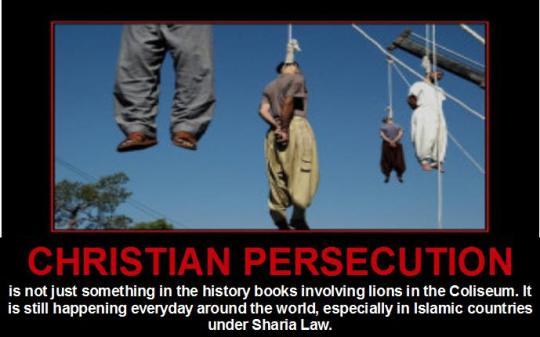 CHRISTIAN PERSECUTION
is not just something in the history books involving lions in the Coliseum. It
is still happening everyday around the world, especially in Islamic countries
under Sharia Law.